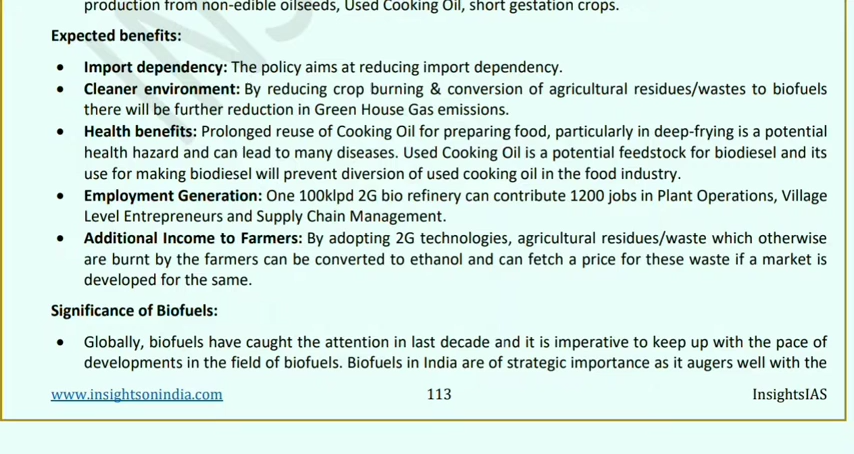 production from non-edible oilseeds, Used Cooking Oil, short gestation crops.
Expected benefits:
• Import dependency: The policy aims at reducing import dependency.
• Cleaner environment: By reducing crop burning & conversion of agricultural residues/wastes to biofuels
there will be further reduction in Green House Gas emissions.
• Health benefits: Prolonged reuse of Cooking Oil for preparing food, particularly in deep-frying is a potential
health hazard and can lead to many diseases. Used Cooking Oil is a potential feedstock for biodiesel and its
use for making biodiesel will prevent diversion of used cooking oil in the food industry.
• Employment Generation: One 100klpd 2G bio refinery can contribute 1200 jobs in Plant Operations, Village
Level Entrepreneurs and Supply Chain Management.
• Additional Income to Farmers: By adopting 2G technologies, agricultural residues/waste which otherwise
are burnt by the farmers can be converted to ethanol and can fetch a price for these waste if a market is
developed for the same.
Significance of Biofuels:
• Globally, biofuels have caught the attention in last decade and it is imperative to keep up with the pace of
developments in the field of biofuels. Biofuels in India are of strategic importance as it augers well with the
www.insightsonindia.com 113 InsightsIAS